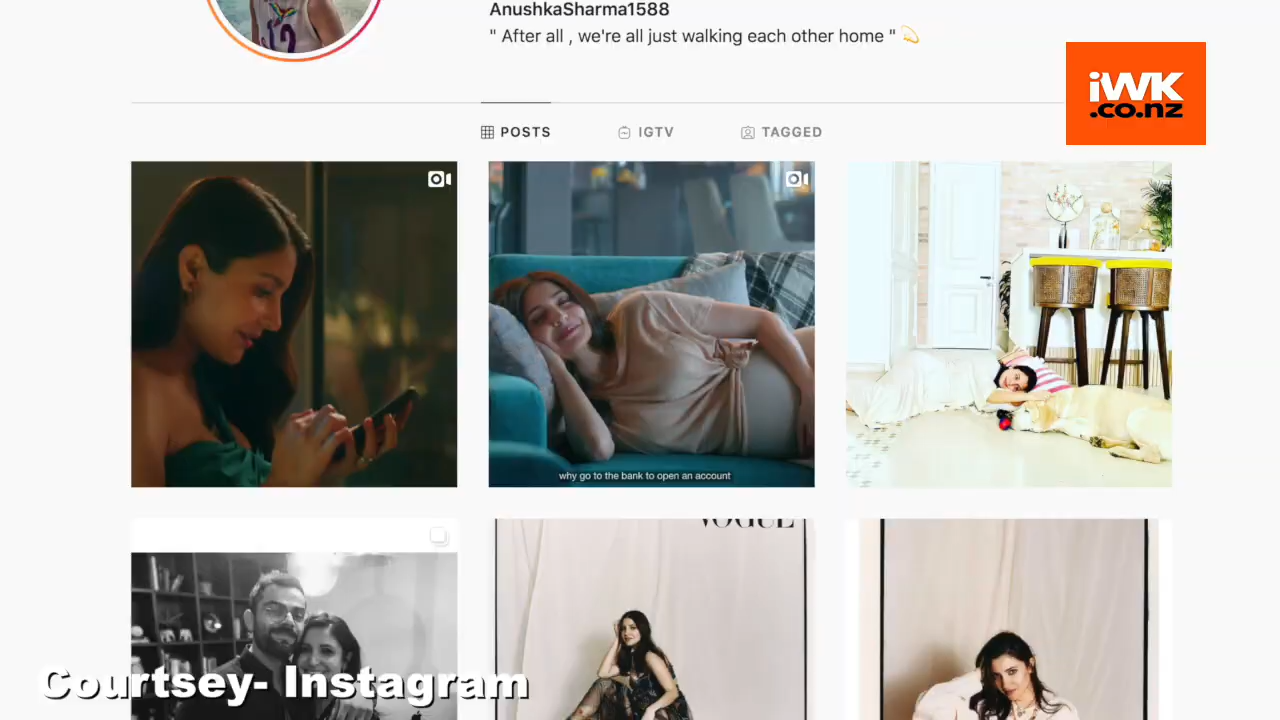 AnushkaSharma1588
" After all , we're all just walking each other home " 💫
iWK
.co.nz
POSTS
IGTV
TAGGED
why go to the bank to open an account
VOGUE
Courtsey- Instagram